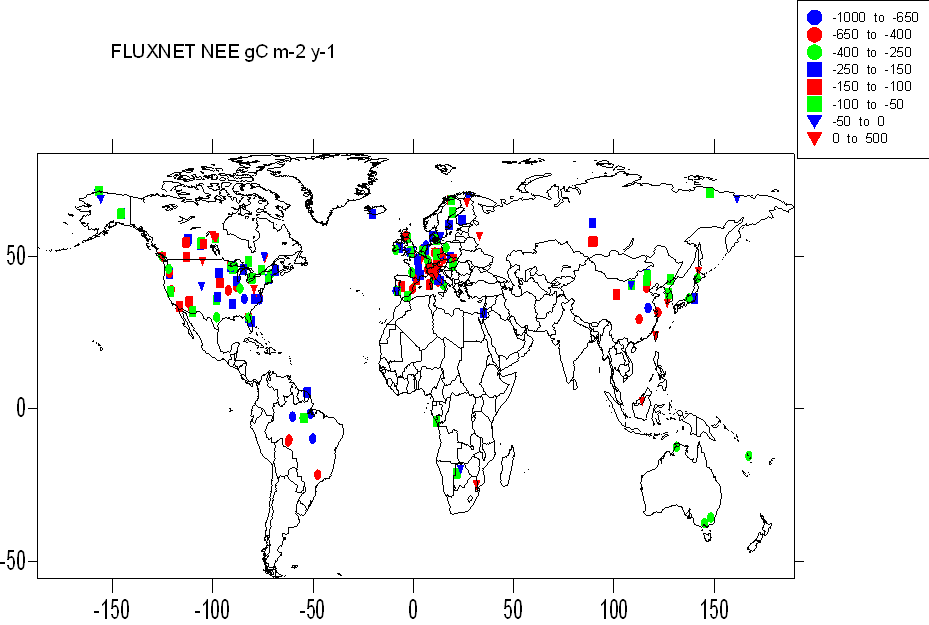 -1000 to -650
-650 to -400
FLUXNET NEE gC m-2 y-1
-400 to -250
-250 to -150
-150 to -100
-100 to -50
-50 to 0
0 to 500
50
0
-50
-150 -100 -50 0 50 100 150